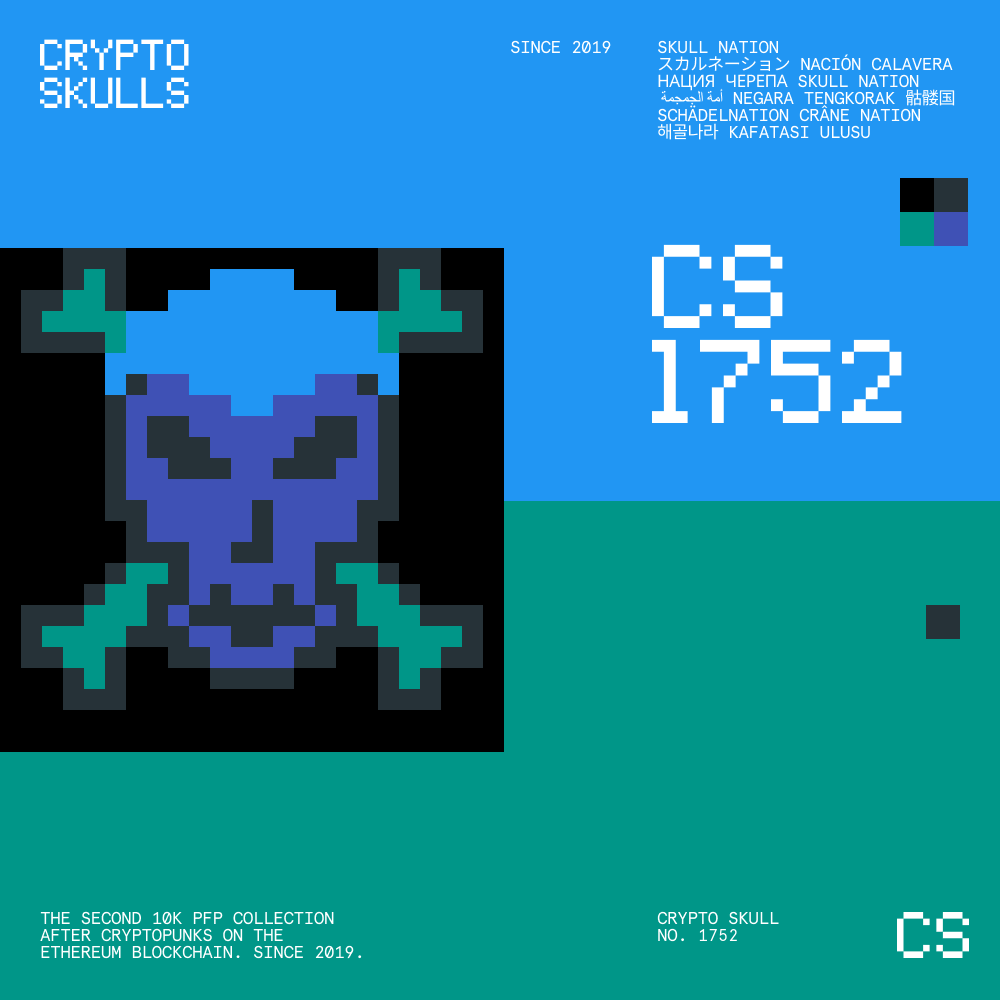 CRYPTO
SKULLS
SINCE 2019
SKULL NATION
スカルネーション NACIÓN CALAVERA
НАЦИЯ ЧЕРЕПА SKULL NATION
أمة الجمجمة NEGARA TENGKORAK 骷髅国
SCHÄDELNATION CRÂNE NATION
해골나라 KAFATASI ULUSU
CS
1752
THE SECOND 10K PFP COLLECTION
AFTER CRYPTOPUNKS ON THE
ETHEREUM BLOCKCHAIN. SINCE 2019.
CRYPTO SKULL
NO. 1752
CS